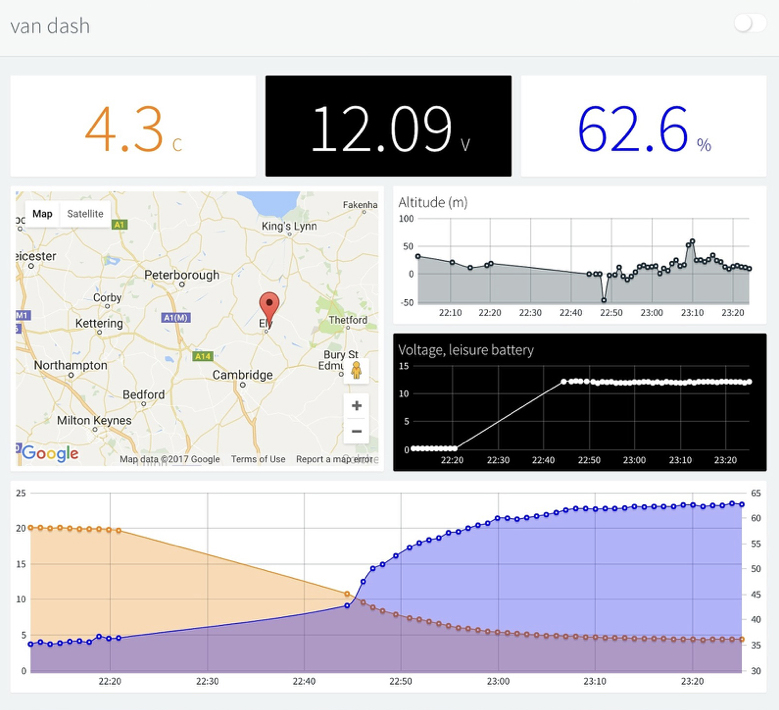 van dash
4.3 C
12.09 V
62.6 %
Map Satellite
A1
Fakenha
King's Lynn
eicester
Peterborough
Corby
M1
A1(M)
Kettering
Ely
Thetford
A14
Northampton
Cambridge
Bury St
Edmu
Bedford
+
Milton Keynes
−
Google
Map data ©2017 Google Terms of Use Report a map error
Altitude (m)
100
50
0
-50
22:10 22:20 22:30 22:40 22:50 23:00 23:10 23:20
Voltage, leisure battery
15
10
5
0
22:20 22:30 22:40 22:50 23:00 23:10 23:20
25 65
60
20
55
15 50
45
10
40
5
35
0 30
22:20 22:30 22:40 22:50 23:00 23:10 23:20